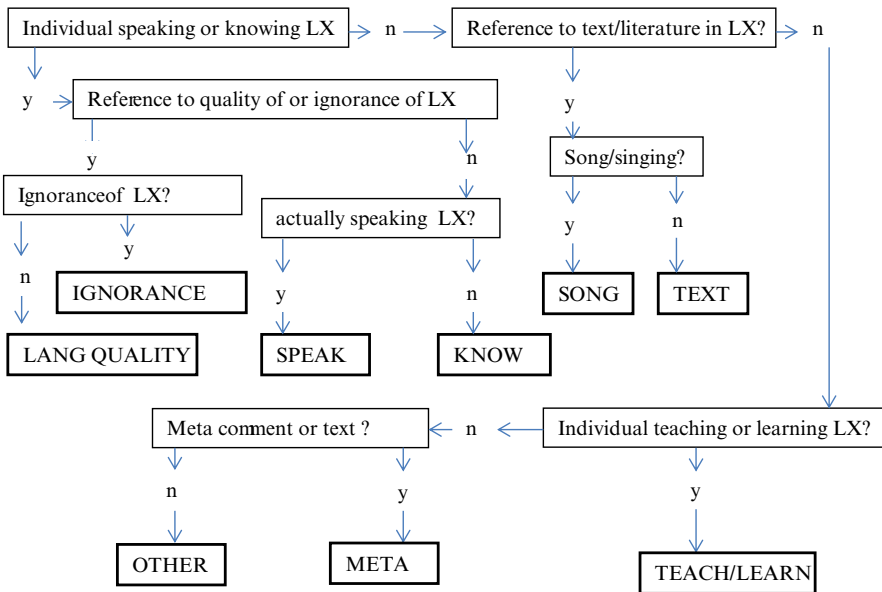 Individual speaking or knowing LX
n
Reference to text/literature in LX?
n
y
Reference to quality of or ignorance of LX
y
y
n
Song/singing?
Ignoranceof LX?
actually speaking LX?
y
n
y
n
y
n
IGNORANCE
SONG
TEXT
LANG QUALITY
SPEAK
KNOW
Meta comment or text ?
n
Individual teaching or learning LX?
n
y
y
OTHER
META
TEACH/LEARN